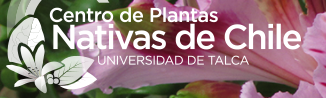 Centro de Plantas
Nativas de Chile
UNIVERSIDAD DE TALCA